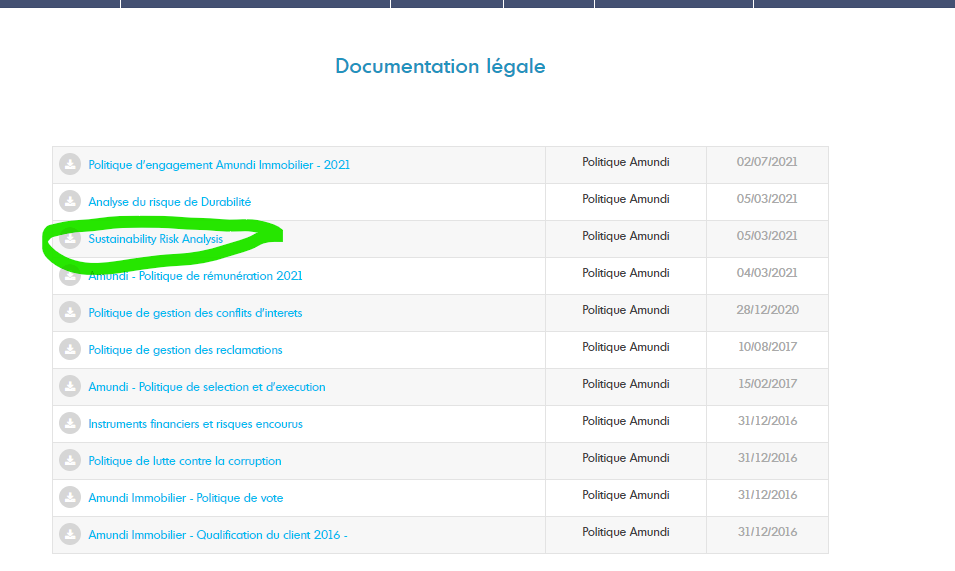 Documentation légale
Politique d'engagement Amundi Immobilier - 2021 Politique Amundi 02/07/2021
Analyse du risque de Durabilité Politique Amundi 05/03/2021
Sustainability Risk Analysis Politique Amundi 05/03/2021
Amundi - Politique de rémunération 2021 Politique Amundi 04/03/2021
Politique de gestion des conflits d'interets Politique Amundi 28/12/2020
Politique de gestion des reclamations Politique Amundi 10/08/2017
Amundi - Politique de selection et d'execution Politique Amundi 15/02/2017
Instruments financiers et risques encourus Politique Amundi 31/12/2016
Politique de lutte contre la corruption Politique Amundi 31/12/2016
Amundi Immobilier - Politique de vote Politique Amundi 31/12/2016
Amundi Immobilier - Qualification du client 2016 - Politique Amundi 31/12/2016